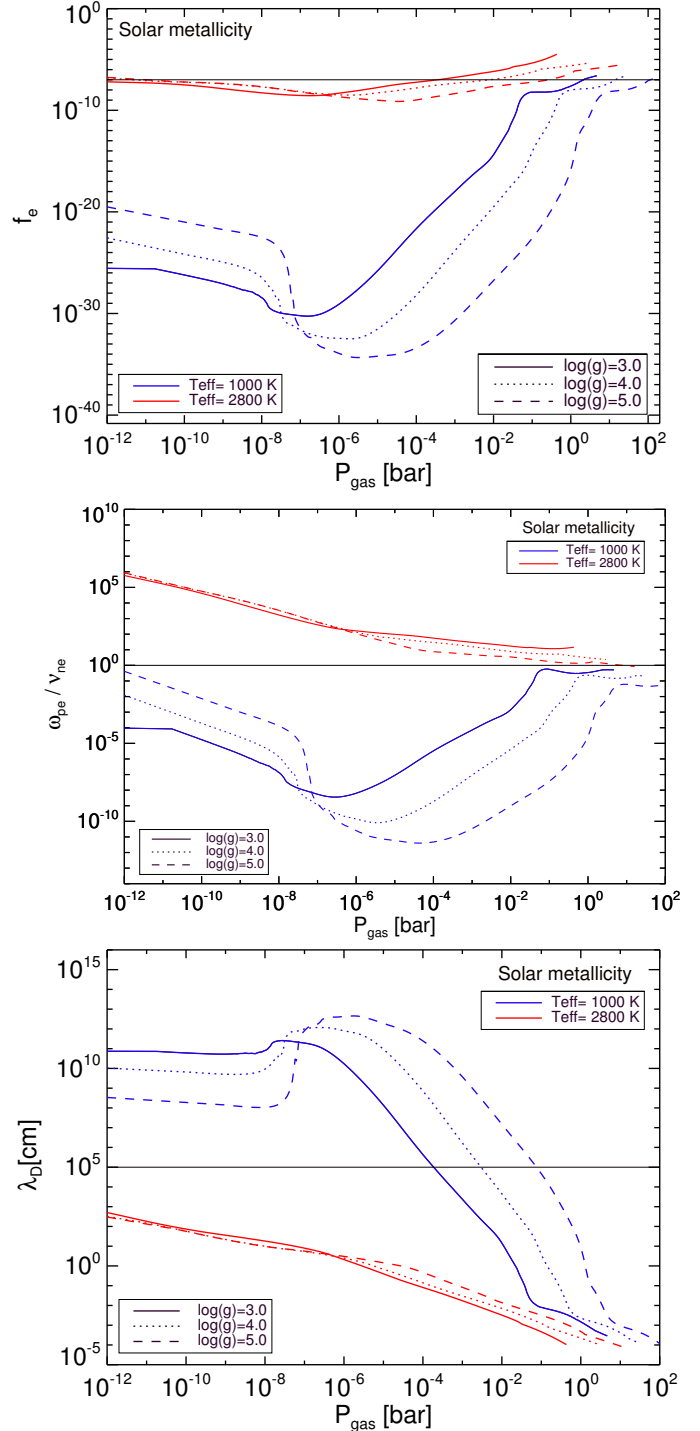 Solar metallicity
10^0
10^-10
10^-20
10^-30
10^-40
f_e
Teff= 1000 K
Teff= 2800 K
log(g)=3.0
log(g)=4.0
log(g)=5.0
10^-12 10^-10 10^-8 10^-6 10^-4 10^-2 10^0 10^2
P_gas [bar]
10^10
10^5
10^0
10^-5
10^-10
ω_pe / ν_ne
Solar metallicity
Teff= 1000 K
Teff= 2800 K
log(g)=3.0
log(g)=4.0
log(g)=5.0
10^-12 10^-10 10^-8 10^-6 10^-4 10^-2 10^0 10^2
P_gas [bar]
10^15
10^10
10^5
10^0
10^-5
λ_D[cm]
Solar metallicity
Teff= 1000 K
Teff= 2800 K
log(g)=3.0
log(g)=4.0
log(g)=5.0
10^-12 10^-10 10^-8 10^-6 10^-4 10^-2 10^0 10^2
P_gas [bar]